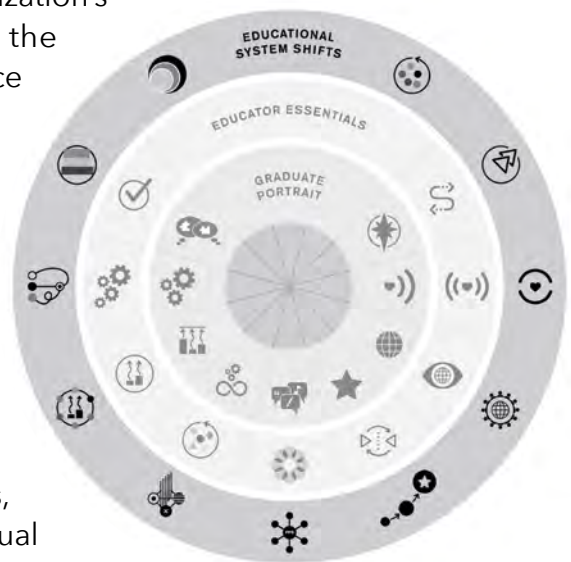 ization's
the
ce
EDUCATIONAL
SYSTEM SHIFTS
EDUCATOR ESSENTIALS
GRADUATE
PORTRAIT
s,
ual